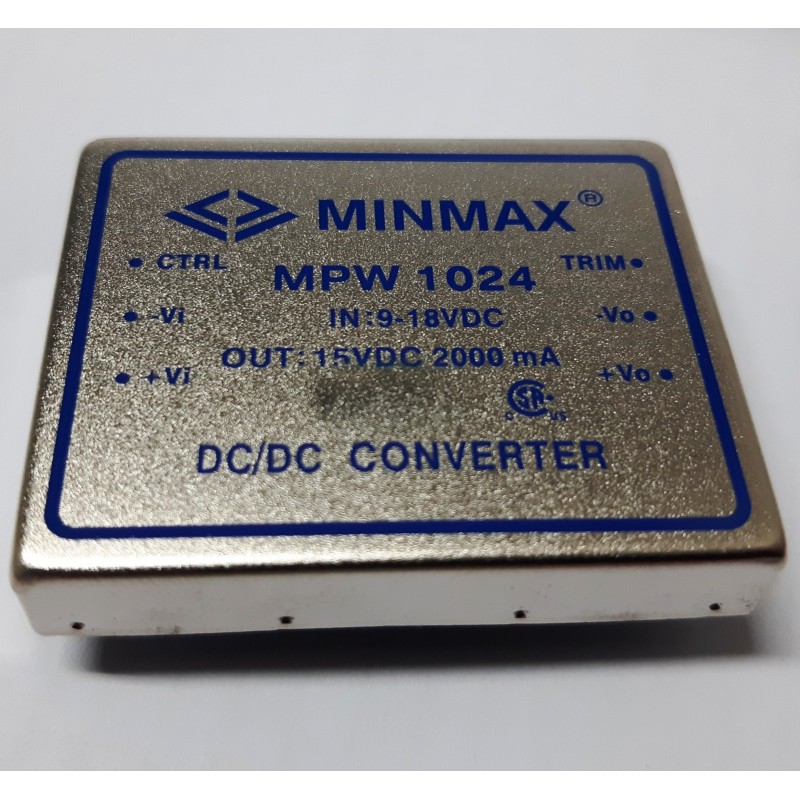 MINMAX®
CTRL MPW 1024 TRIM
-Vi IN:9-18VDC -Vo
OUT:15VDC 2000 mA
+Vi +Vo
C US
DC/DC CONVERTER